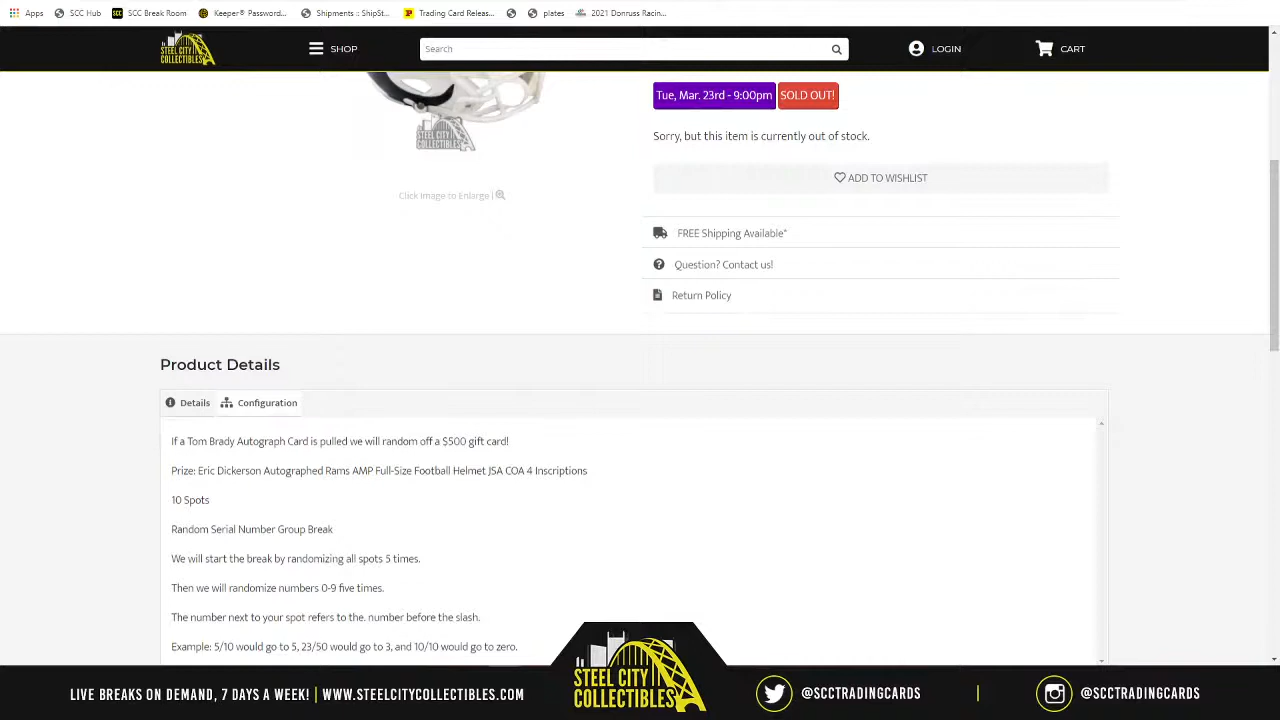 Apps SCC Hub SCC Break Room Keeper® Password... Shipments :: ShipSt... Trading Card Relea... plates 2021 Donruss Racin...
STEEL CITY COLLECTIBLES SHOP Search LOGIN CART
Tue, Mar. 23rd - 9:00pm SOLD OUT!
Sorry, but this item is currently out of stock.
STEEL CITY COLLECTIBLES
ADD TO WISHLIST
Click Image to Enlarge |
FREE Shipping Available*
Question? Contact us!
Return Policy
Product Details
Details Configuration
If a Tom Brady Autograph Card is pulled we will random off a $500 gift card!
Prize: Eric Dickerson Autographed Rams AMP Full-Size Football Helmet JSA COA 4 Inscriptions
10 Spots
Random Serial Number Group Break
We will start the break by randomizing all spots 5 times.
Then we will randomize numbers 0-9 five times.
The number next to your spot refers to the. number before the slash.
Example: 5/10 would go to 5, 23/50 would go to 3, and 10/10 would go to zero.
LIVE BREAKS ON DEMAND, 7 DAYS A WEEK! | WWW.STEELCITYCOLLECTIBLES.COM STEEL CITY COLLECTIBLES @SCCTRADINGCARDS | @SCCTRADINGCARDS